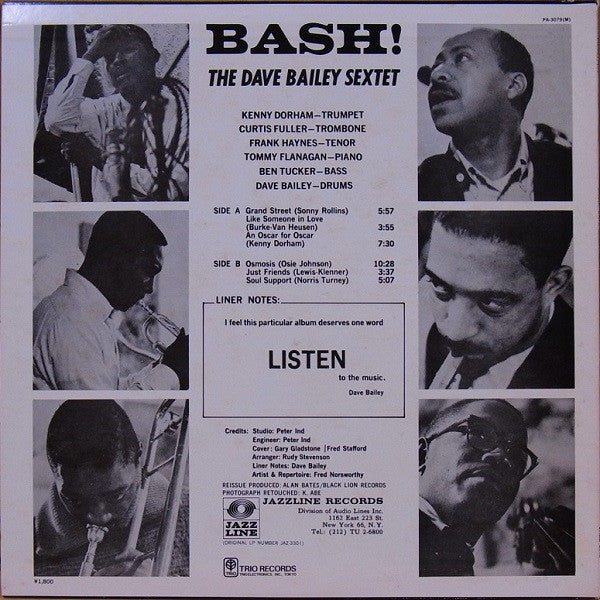 PA-3079(M)
BASH!
THE DAVE BAILEY SEXTET
KENNY DORHAM—TRUMPET
CURTIS FULLER—TROMBONE
FRANK HAYNES—TENOR
TOMMY FLANAGAN—PIANO
BEN TUCKER—BASS
DAVE BAILEY—DRUMS
SIDE A Grand Street (Sonny Rollins) 5:57
Like Someone in Love
(Burke-Van Heusen) 3:55
An Oscar for Oscar
(Kenny Dorham) 7:30
SIDE B Osmosis (Osie Johnson) 10:28
Just Friends (Lewis-Klenner) 3:37
Soul Support (Norris Turney) 5:07
LINER NOTES:
I feel this particular album deserves one word
LISTEN
to the music.
Dave Bailey
Credits: Studio: Peter Ind
Engineer: Peter Ind
Cover: Gary Gladstone / Fred Stafford
Arranger: Rudy Stevenson
Liner Notes: Dave Bailey
Artist & Repertoire: Fred Norsworthy
REISSUE PRODUCED: ALAN BATES/BLACK LION RECORDS
PHOTOGRAPH RETOUCHED: K. ABE
JAZZ
LINE
JAZZLINE RECORDS
Division of Audio Lines Inc.
1162 East 223 St.
New York 66, N.Y.
Tel.: (212) TU 2-6800
(ORIGINAL LP NUMBER JAZ-3301)
TRIO
TRIO RECORDS
TRIO ELECTRONICS, INC., TOKYO
¥1,800